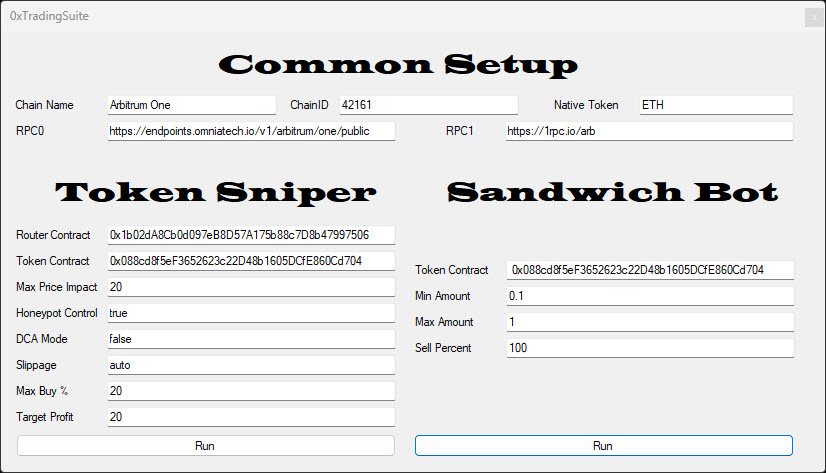 0xTradingSuite
Common Setup
Chain Name Arbitrum One ChainID 42161 Native Token ETH
RPC0 https://endpoints.omniatech.io/v1/arbitrum/one/public RPC1 https://1rpc.io/arb
Token Sniper
Router Contract 0x1b02dA8Cb0d097eB8D57A175b88c7D8b47997506
Token Contract 0x088cd8f5eF3652623c22D48b1605DCfE860Cd704
Max Price Impact 20
Honeypot Control true
DCA Mode false
Slippage auto
Max Buy % 20
Target Profit 20
Run
Sandwich Bot
Token Contract 0x088cd8f5eF3652623c22D48b1605DCfE860Cd704
Min Amount 0.1
Max Amount 1
Sell Percent 100
Run